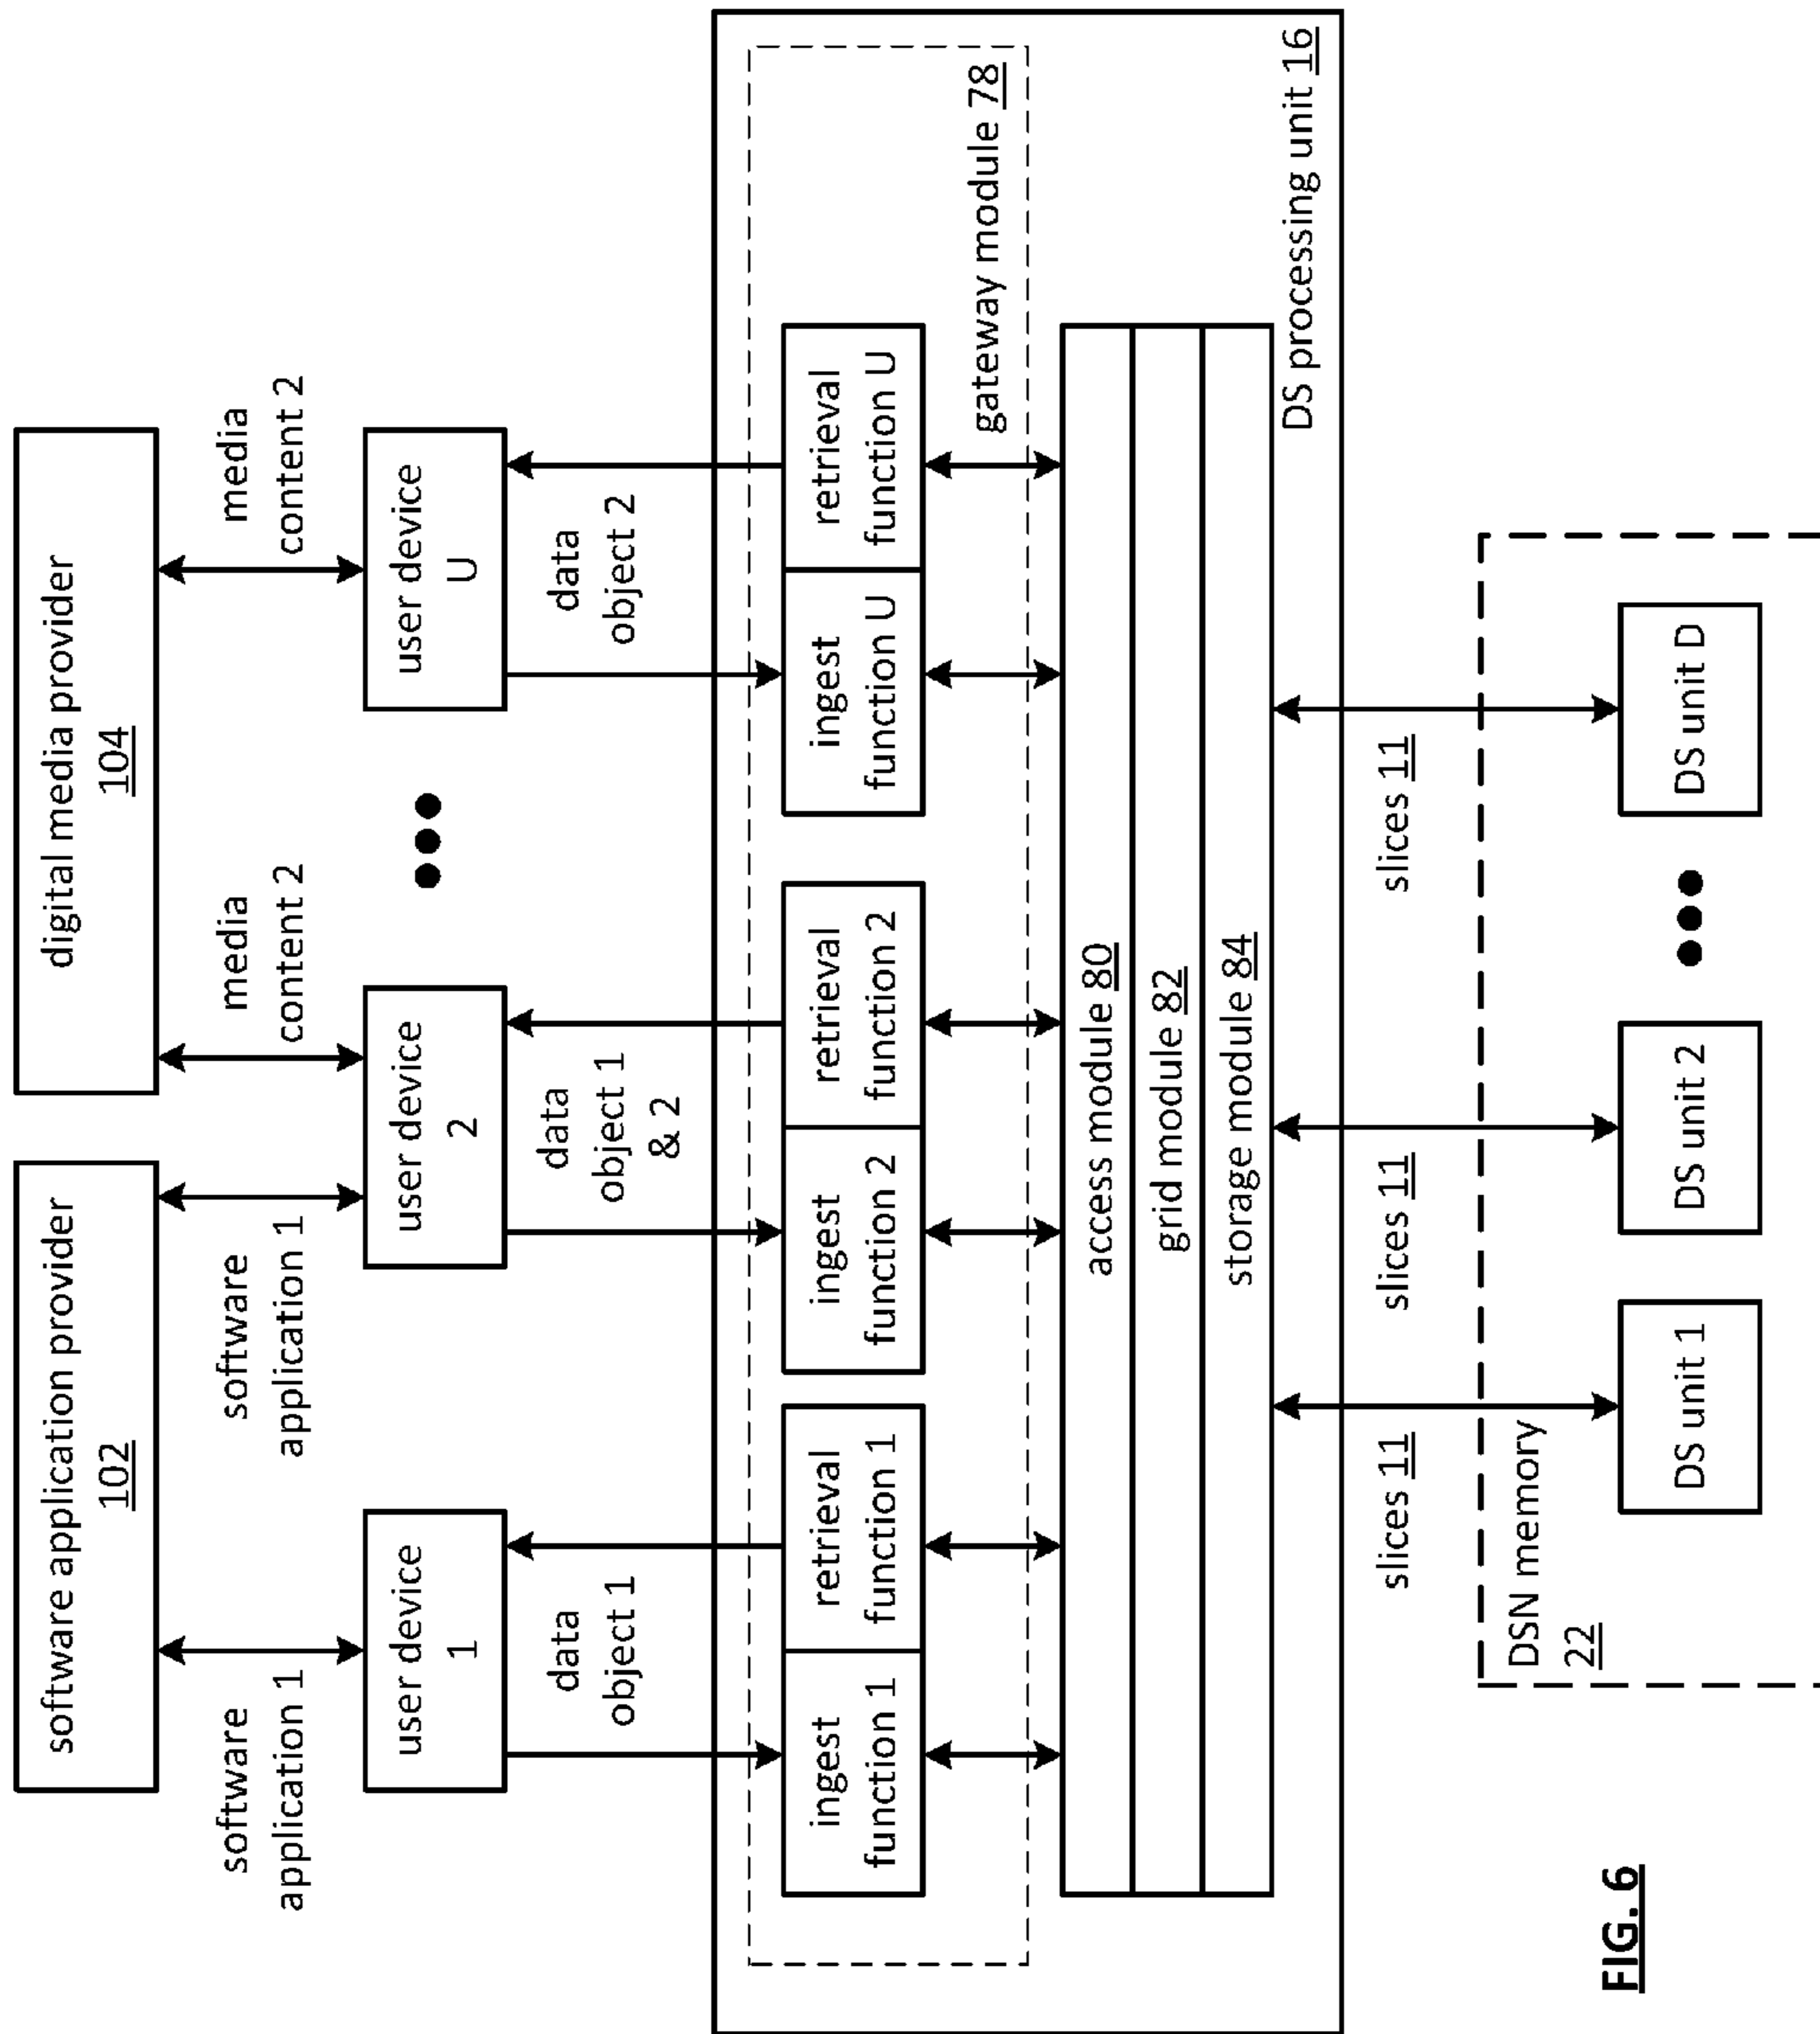 software application provider
102
digital media provider
104
software
application 1
software
application 1
media
content 2
media
content 2
user device
1
user device
2
user device
U
data
object 1
data
object 1
& 2
data
object 2
ingest
function 1
retrieval
function 1
ingest
function 2
retrieval
function 2
ingest
function U
retrieval
function U
gateway module 78
access module 80
grid module 82
storage module 84
DS processing unit 16
slices 11
slices 11
slices 11
DSN memory
22
DS unit 1
DS unit 2
DS unit D
FIG. 6